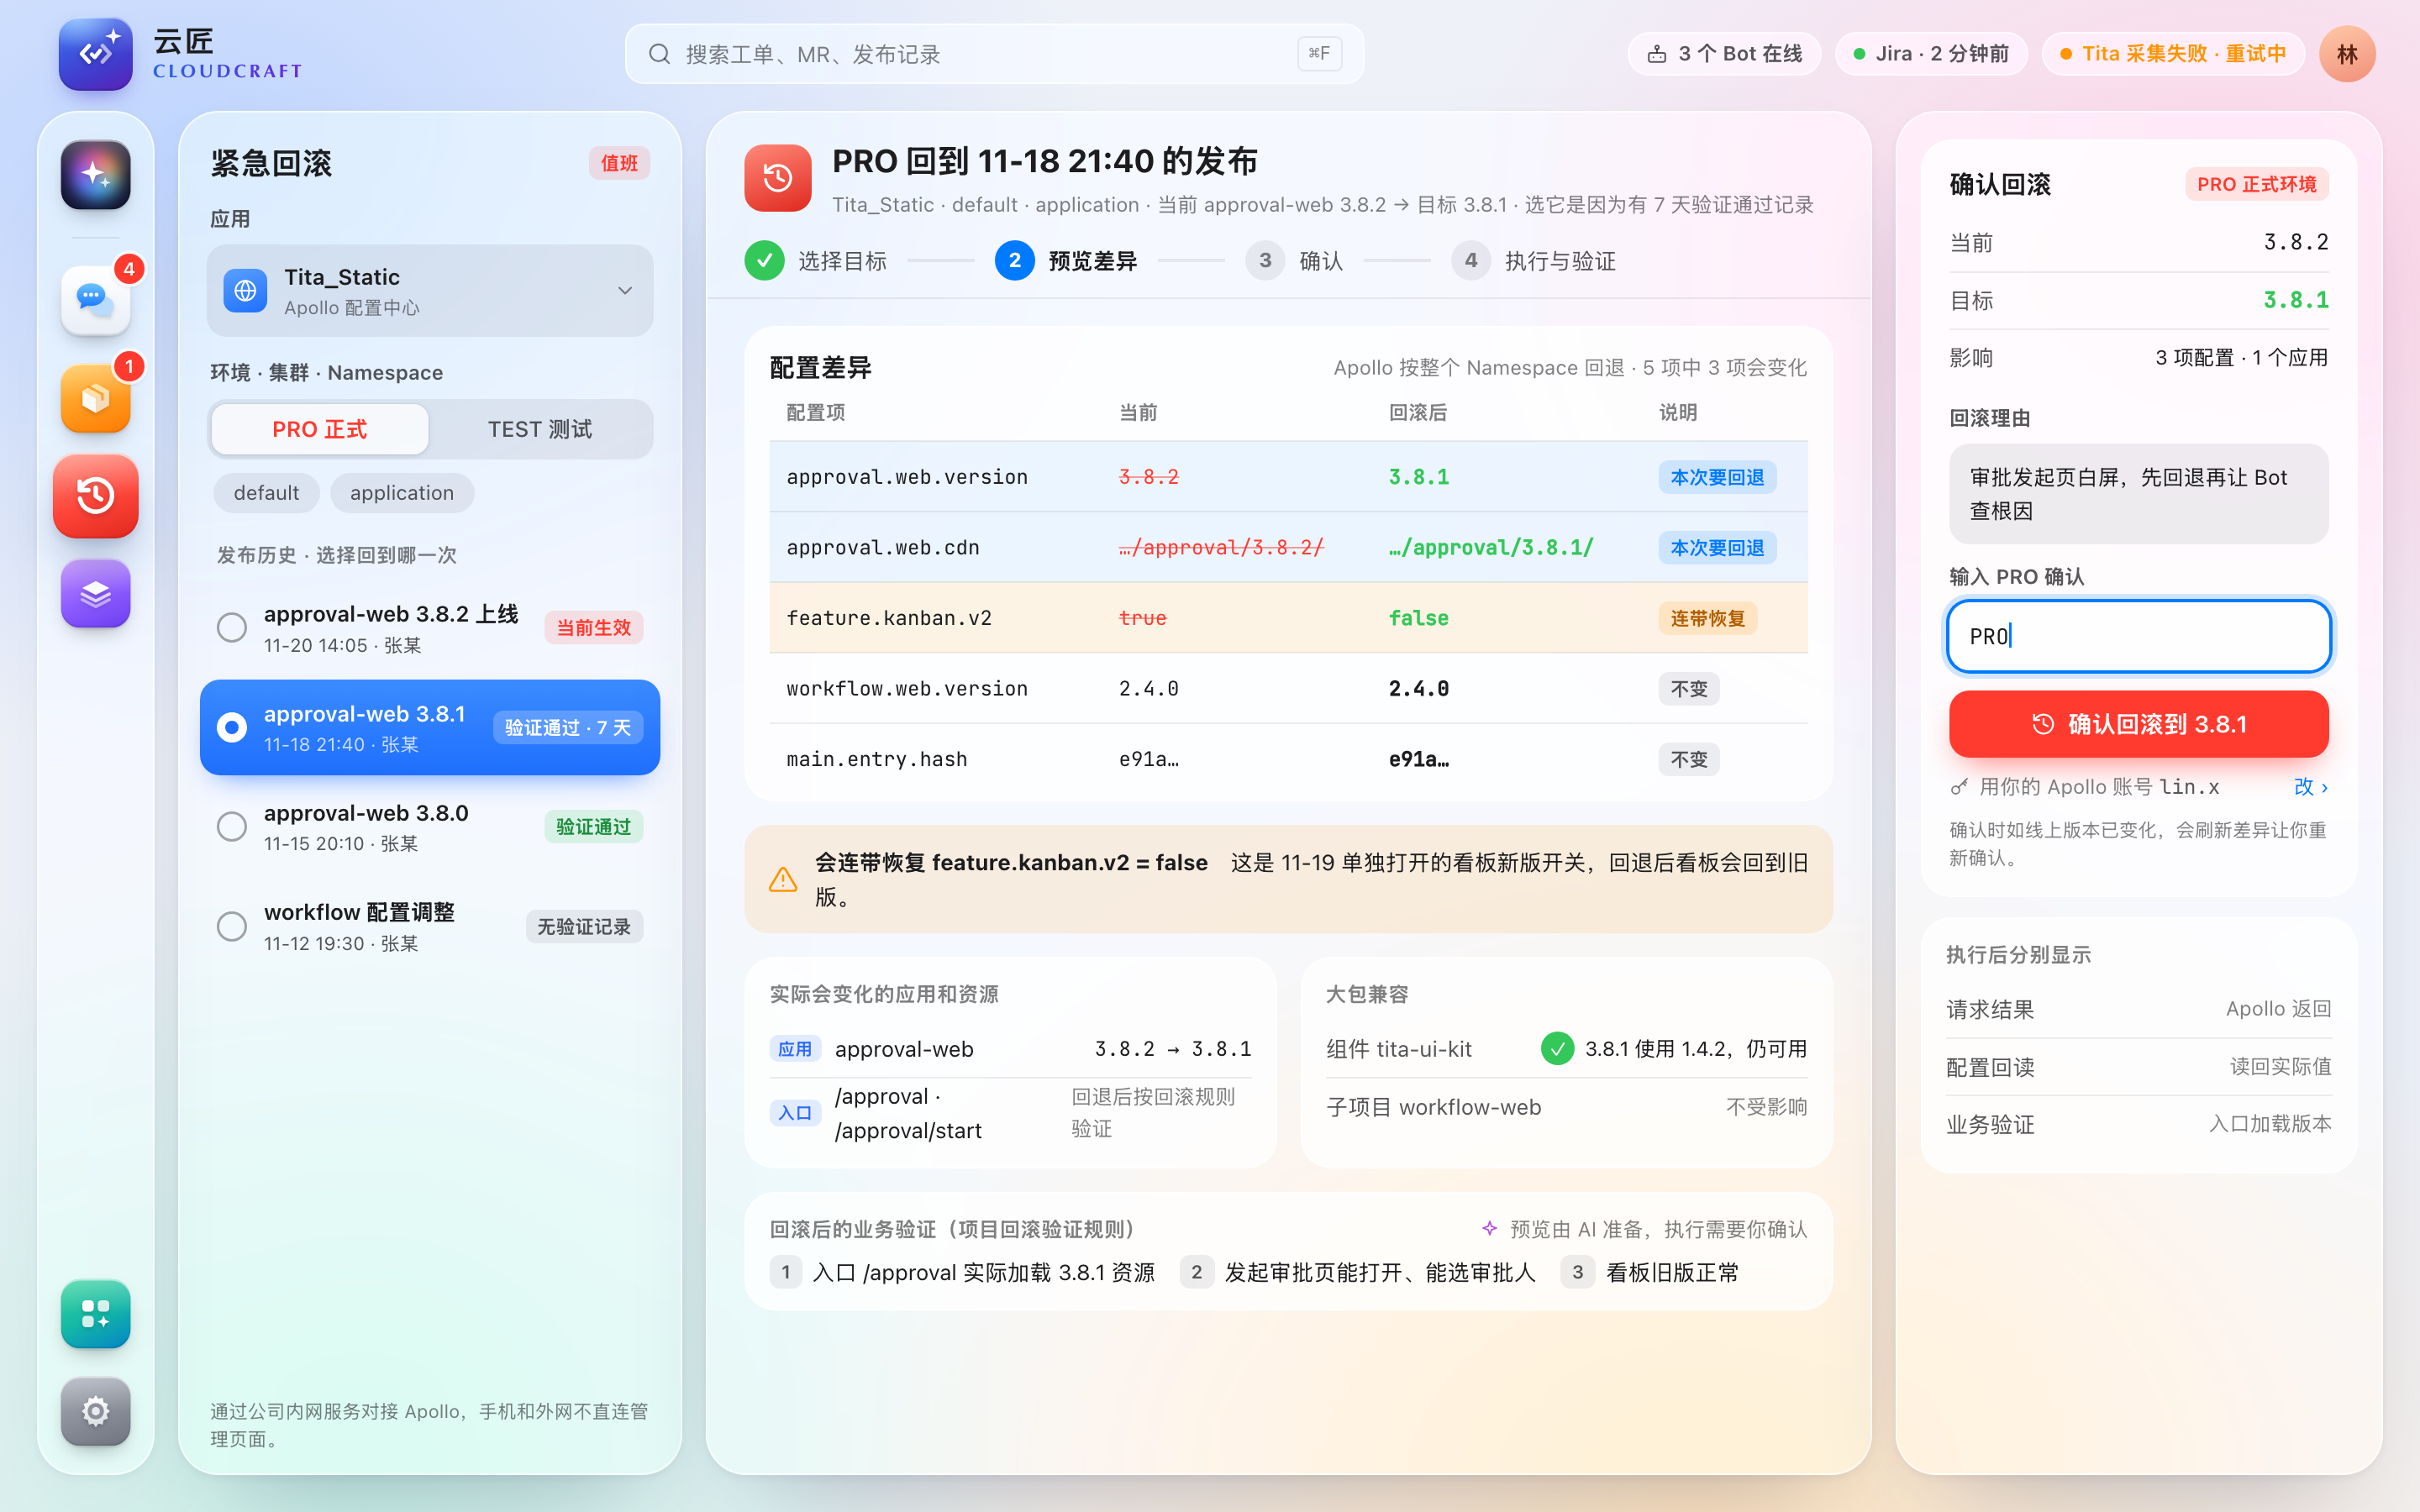 云匠
CLOUDCRAFT
搜索工单、MR、发布记录
⌘F
3 个 Bot 在线
Jira · 2 分钟前
Tita 采集失败 · 重试中
林
4
1
紧急回滚
值班
应用
Tita_Static
Apollo 配置中心
环境 · 集群 · Namespace
PRO 正式
TEST 测试
default
application
发布历史 · 选择回到哪一次
approval-web 3.8.2 上线
11-20 14:05 · 张某
当前生效
approval-web 3.8.1
11-18 21:40 · 张某
验证通过 · 7 天
approval-web 3.8.0
11-15 20:10 · 张某
验证通过
workflow 配置调整
11-12 19:30 · 张某
无验证记录
通过公司内网服务对接 Apollo，手机和外网不直连管
理页面。
PRO 回到 11-18 21:40 的发布
Tita_Static · default · application · 当前 approval-web 3.8.2 → 目标 3.8.1 · 选它是因为有 7 天验证通过记录
选择目标
2 预览差异
3 确认
4 执行与验证
配置差异
Apollo 按整个 Namespace 回退 · 5 项中 3 项会变化
配置项 当前 回滚后 说明
approval.web.version 3.8.2 3.8.1 本次要回退
approval.web.cdn …/approval/3.8.2/ …/approval/3.8.1/ 本次要回退
feature.kanban.v2 true false 连带恢复
workflow.web.version 2.4.0 2.4.0 不变
main.entry.hash e91a… e91a… 不变
会连带恢复 feature.kanban.v2 = false 这是 11-19 单独打开的看板新版开关，回退后看板会回到旧
版。
实际会变化的应用和资源
应用 approval-web 3.8.2 → 3.8.1
入口 /approval ·
/approval/start
回退后按回滚规则
验证
大包兼容
组件 tita-ui-kit 3.8.1 使用 1.4.2，仍可用
子项目 workflow-web 不受影响
回滚后的业务验证（项目回滚验证规则）
预览由 AI 准备，执行需要你确认
1 入口 /approval 实际加载 3.8.1 资源 2 发起审批页能打开、能选审批人 3 看板旧版正常
确认回滚
PRO 正式环境
当前 3.8.2
目标 3.8.1
影响 3 项配置 · 1 个应用
回滚理由
审批发起页白屏，先回退再让 Bot
查根因
输入 PRO 确认
PRO
确认回滚到 3.8.1
用你的 Apollo 账号 lin.x 改 ›
确认时如线上版本已变化，会刷新差异让你重
新确认。
执行后分别显示
请求结果 Apollo 返回
配置回读 读回实际值
业务验证 入口加载版本